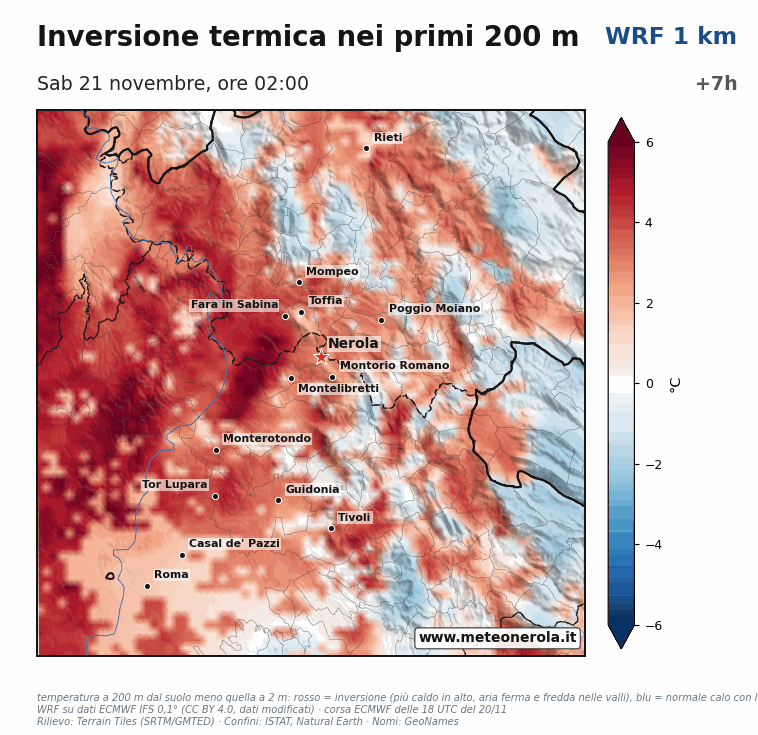 Inversione termica nei primi 200 m WRF 1 km
Sab 21 novembre, ore 02:00 +7h
Rieti
Mompeo
Fara in Sabina
Toffia
Poggio Moiano
Nerola
Montorio Romano
Montelibretti
Monterotondo
Tor Lupara
Guidonia
Tivoli
Casal de' Pazzi
Roma
www.meteonerola.it
6
4
2
0
−2
−4
−6
°C
temperatura a 200 m dal suolo meno quella a 2 m: rosso = inversione (più caldo in alto, aria ferma e fredda nelle valli), blu = normale calo con
WRF su dati ECMWF IFS 0,1° (CC BY 4.0, dati modificati) · corsa ECMWF delle 18 UTC del 20/11
Rilievo: Terrain Tiles (SRTM/GMTED) · Confini: ISTAT, Natural Earth · Nomi: GeoNames